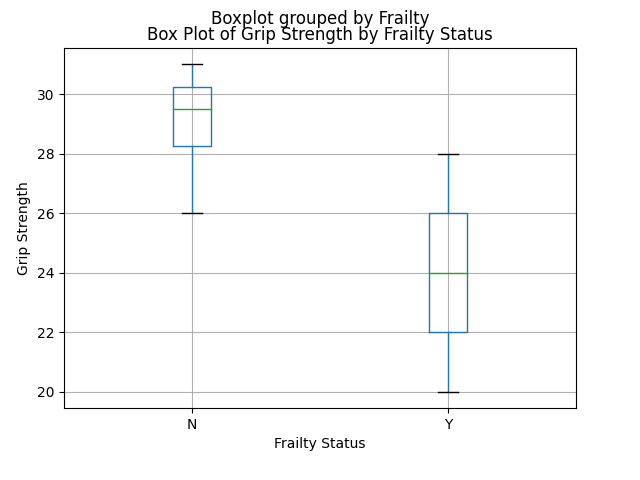 Boxplot grouped by Frailty
Box Plot of Grip Strength by Frailty Status
30
28
26
24
22
20
Grip Strength
N
Y
Frailty Status